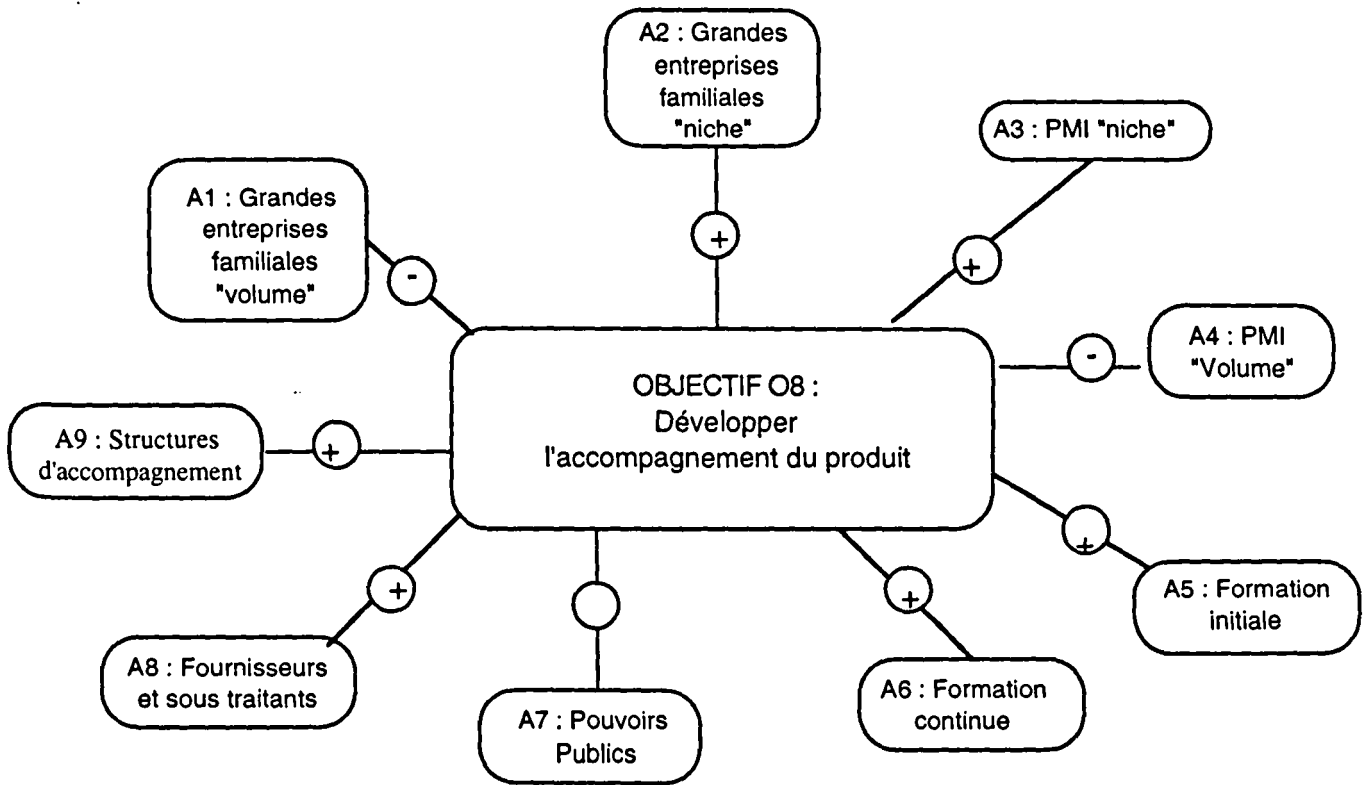 A2 : Grandes
entreprises
familiales
"niche"
A3 : PMI "niche"
A1 : Grandes
entreprises
familiales
"volume"
+
-
+
A4 : PMI
"Volume"
-
OBJECTIF O8 :
Développer
l'accompagnement du produit
A9 : Structures
d'accompagnement
+
+
A5 : Formation
initiale
+
+
A8 : Fournisseurs
et sous traitants
A6 : Formation
continue
A7 : Pouvoirs
Publics